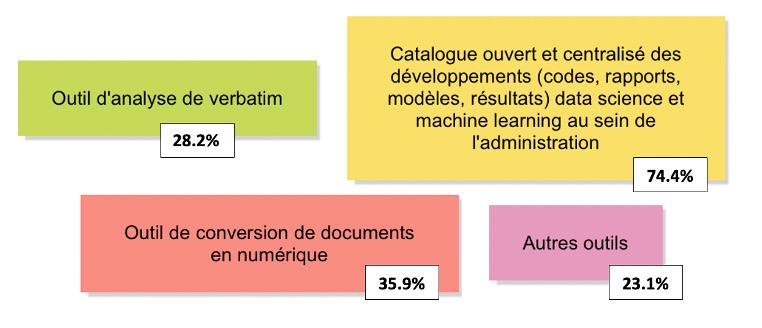 Outil d'analyse de verbatim
28.2%
Catalogue ouvert et centralisé des
développements (codes, rapports,
modèles, résultats) data science et
machine learning au sein de
l'administration
74.4%
Outil de conversion de documents
en numérique
35.9%
Autres outils
23.1%